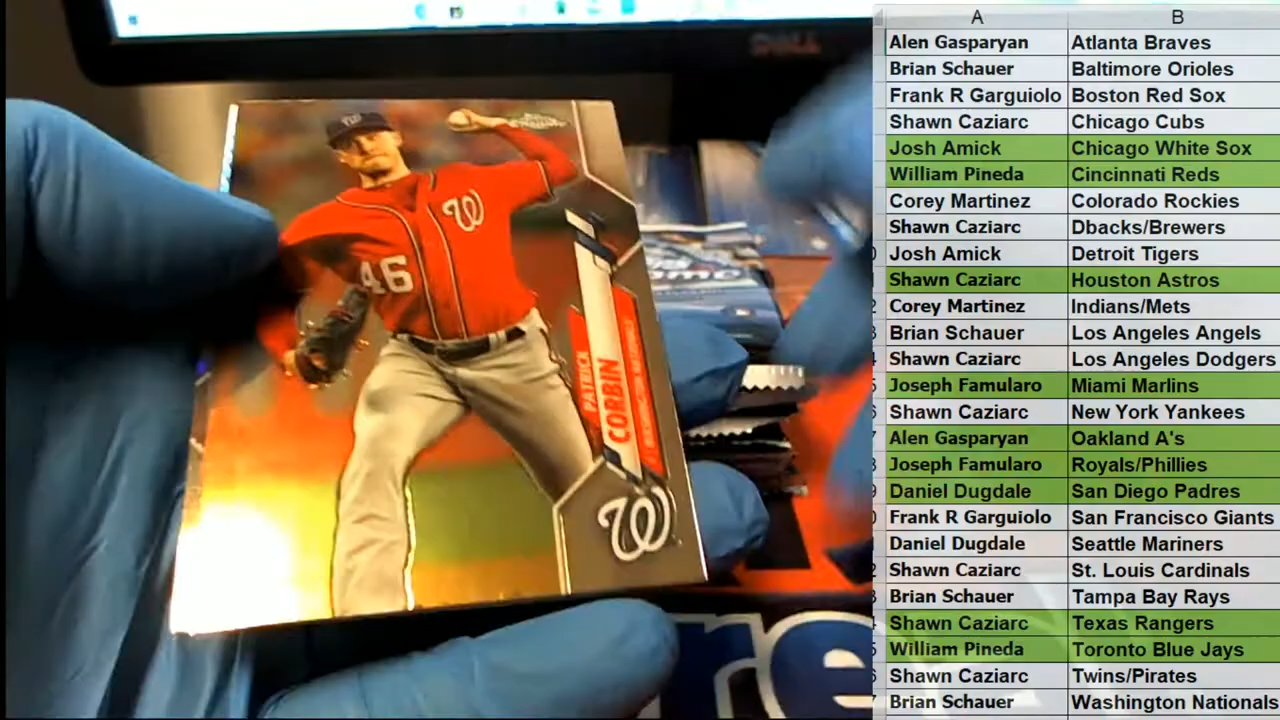 DELL
W
W
46
PATRICK
CORBIN
WASHINGTON NATIONALS
W
re
A B
Alen Gasparyan Atlanta Braves
Brian Schauer Baltimore Orioles
Frank R Garguiolo Boston Red Sox
Shawn Caziarc Chicago Cubs
Josh Amick Chicago White Sox
William Pineda Cincinnati Reds
Corey Martinez Colorado Rockies
Shawn Caziarc Dbacks/Brewers
Josh Amick Detroit Tigers
Shawn Caziarc Houston Astros
Corey Martinez Indians/Mets
Brian Schauer Los Angeles Angels
Shawn Caziarc Los Angeles Dodgers
Joseph Famularo Miami Marlins
Shawn Caziarc New York Yankees
Alen Gasparyan Oakland A's
Joseph Famularo Royals/Phillies
Daniel Dugdale San Diego Padres
Frank R Garguiolo San Francisco Giants
Daniel Dugdale Seattle Mariners
Shawn Caziarc St. Louis Cardinals
Brian Schauer Tampa Bay Rays
Shawn Caziarc Texas Rangers
William Pineda Toronto Blue Jays
Shawn Caziarc Twins/Pirates
Brian Schauer Washington Nationals